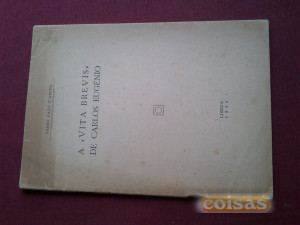 A «VITA BREVIS»
DE CARLOS EUGÉNIO
LISBOA
coisas